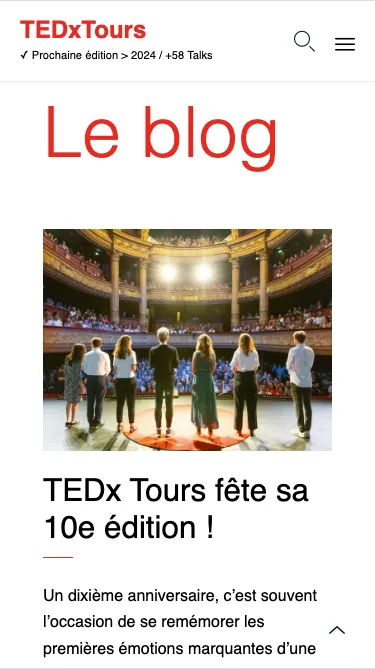 TEDxTours
✓ Prochaine édition > 2024 / +58 Talks
Le blog
TEDx Tours fête sa
10e édition !
Un dixième anniversaire, c’est souvent
l’occasion de se remémorer les
premières émotions marquantes d’une